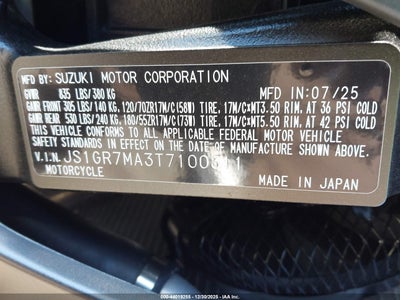 MFD BY: SUZUKI MOTOR CORPORATION MFD IN: 07/25
GVWR 835 LBS/380 KG
GAWR FRONT 305 LBS/140 KG, 120/70ZR17M/C (58W) TIRE, 17M/C×MT3.50 RIM, AT 36 PSI COLD
GAWR REAR 530 LBS/240 KG, 180/55ZR17M/C (73W) TIRE, 17M/C×MT5.50 RIM, AT 42 PSI COLD
THIS VEHICLE CONFORMS TO ALL APPLICABLE FEDERAL MOTOR VEHICLE
SAFETY STANDARDS IN EFFECT ON THE DATE OF MANUFACTURE SHOWN ABOVE.
V.I.N. 
MOTORCYCLE MADE IN JAPAN